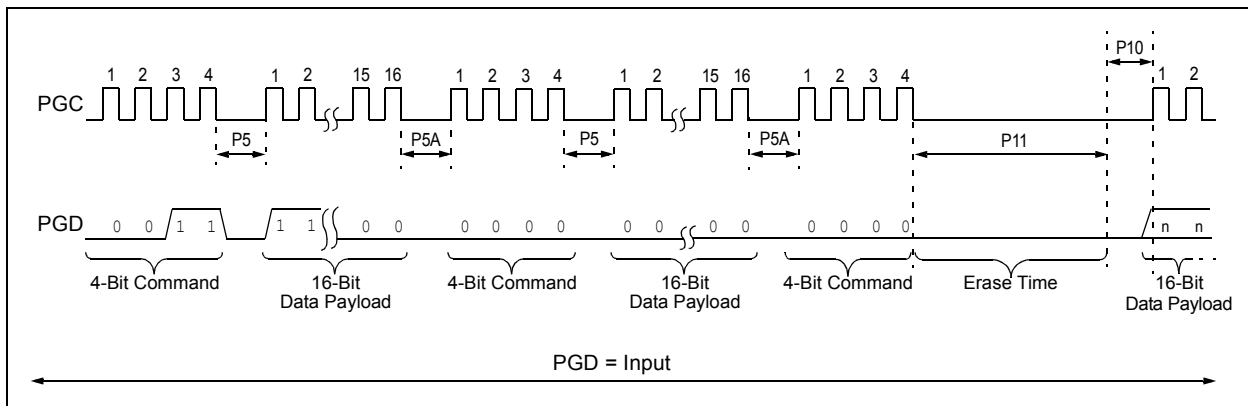 P10
1 2 3 4 1 2 15 16 1 2 3 4 1 2 15 16 1 2 3 4 1 2
PGC
P5 P5A P5 P5A P11
PGD 0 0 1 1 1 1 0 0 0 0 0 0 0 0 0 0 0 0 0 0 n n
4-Bit Command 16-Bit 4-Bit Command 16-Bit 4-Bit Command Erase Time 16-Bit
Data Payload Data Payload Data Payload
PGD = Input